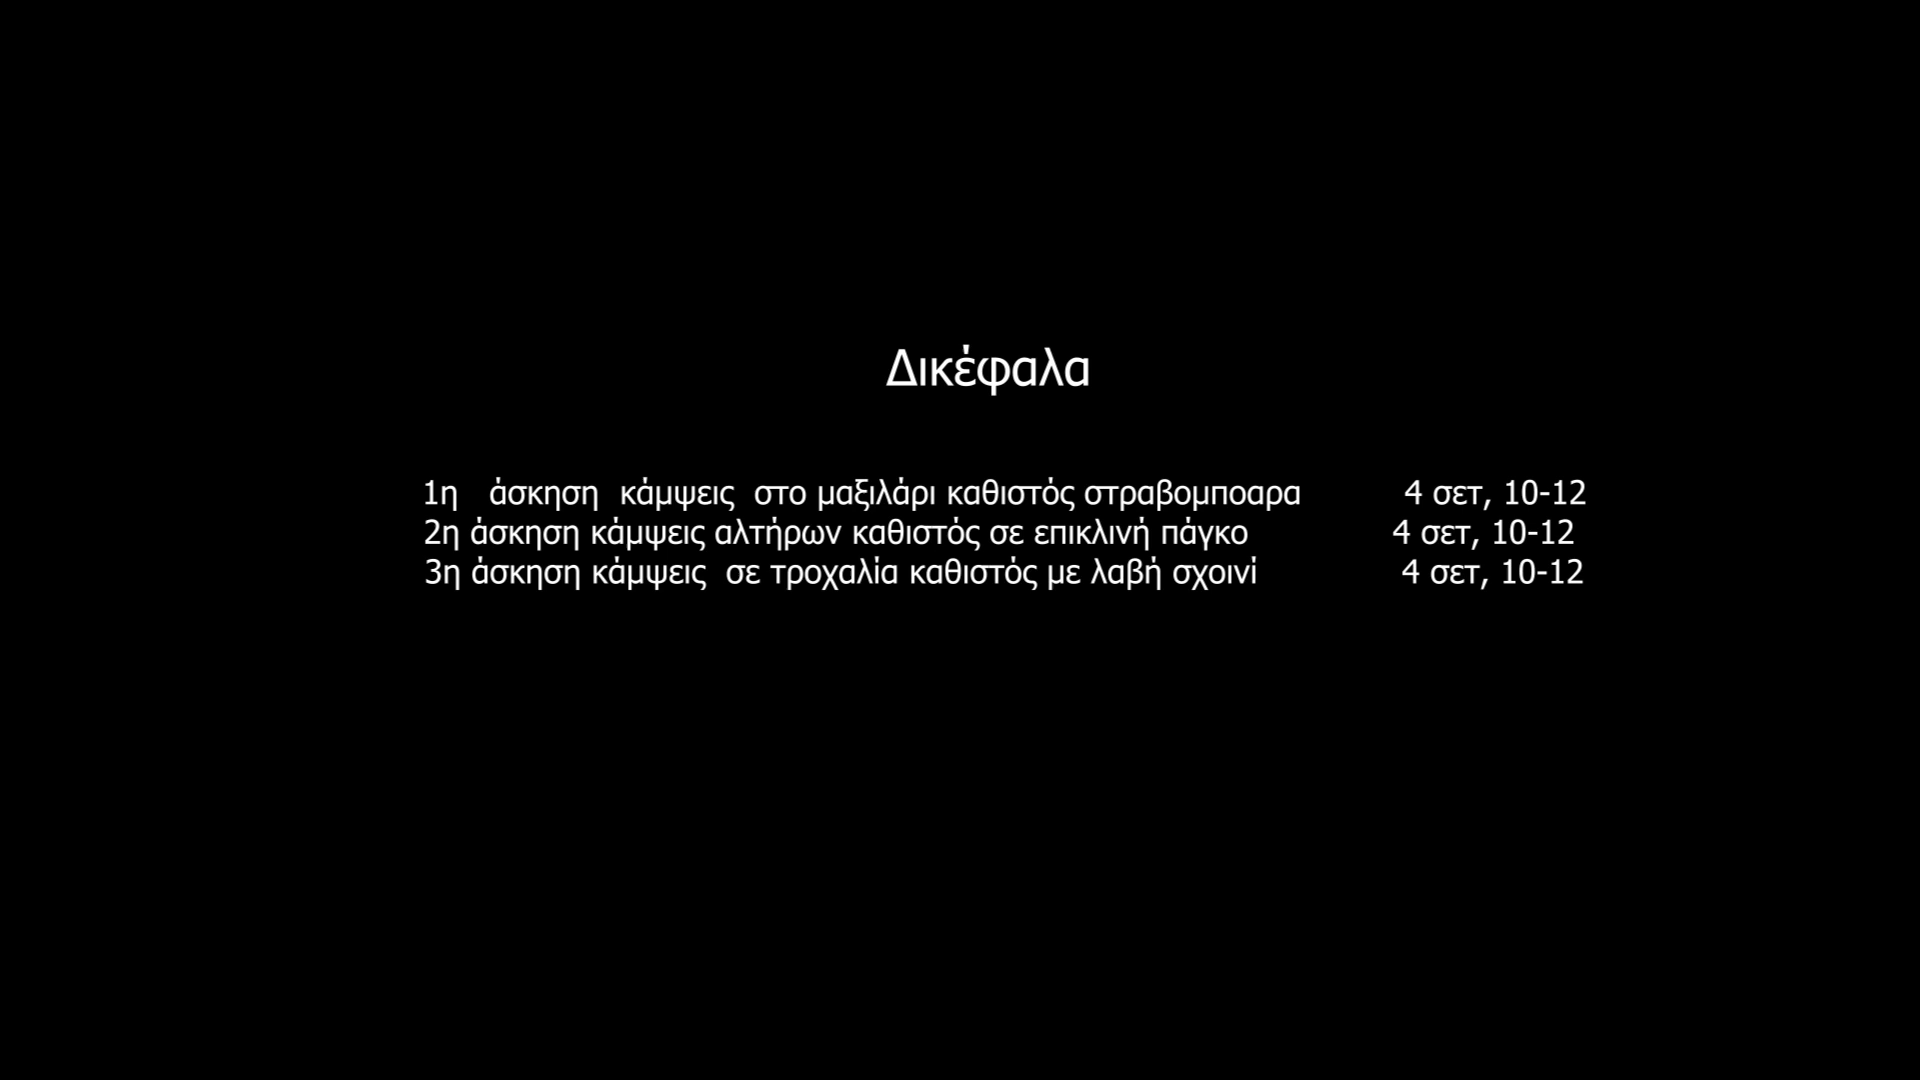 Δικέφαλα
1η άσκηση κάμψεις στο μαξιλάρι καθιστός στραβομποαρα 4 σετ, 10-12
2η άσκηση κάμψεις αλτήρων καθιστός σε επικλινή πάγκο 4 σετ, 10-12
3η άσκηση κάμψεις σε τροχαλία καθιστός με λαβή σχοινί 4 σετ, 10-12